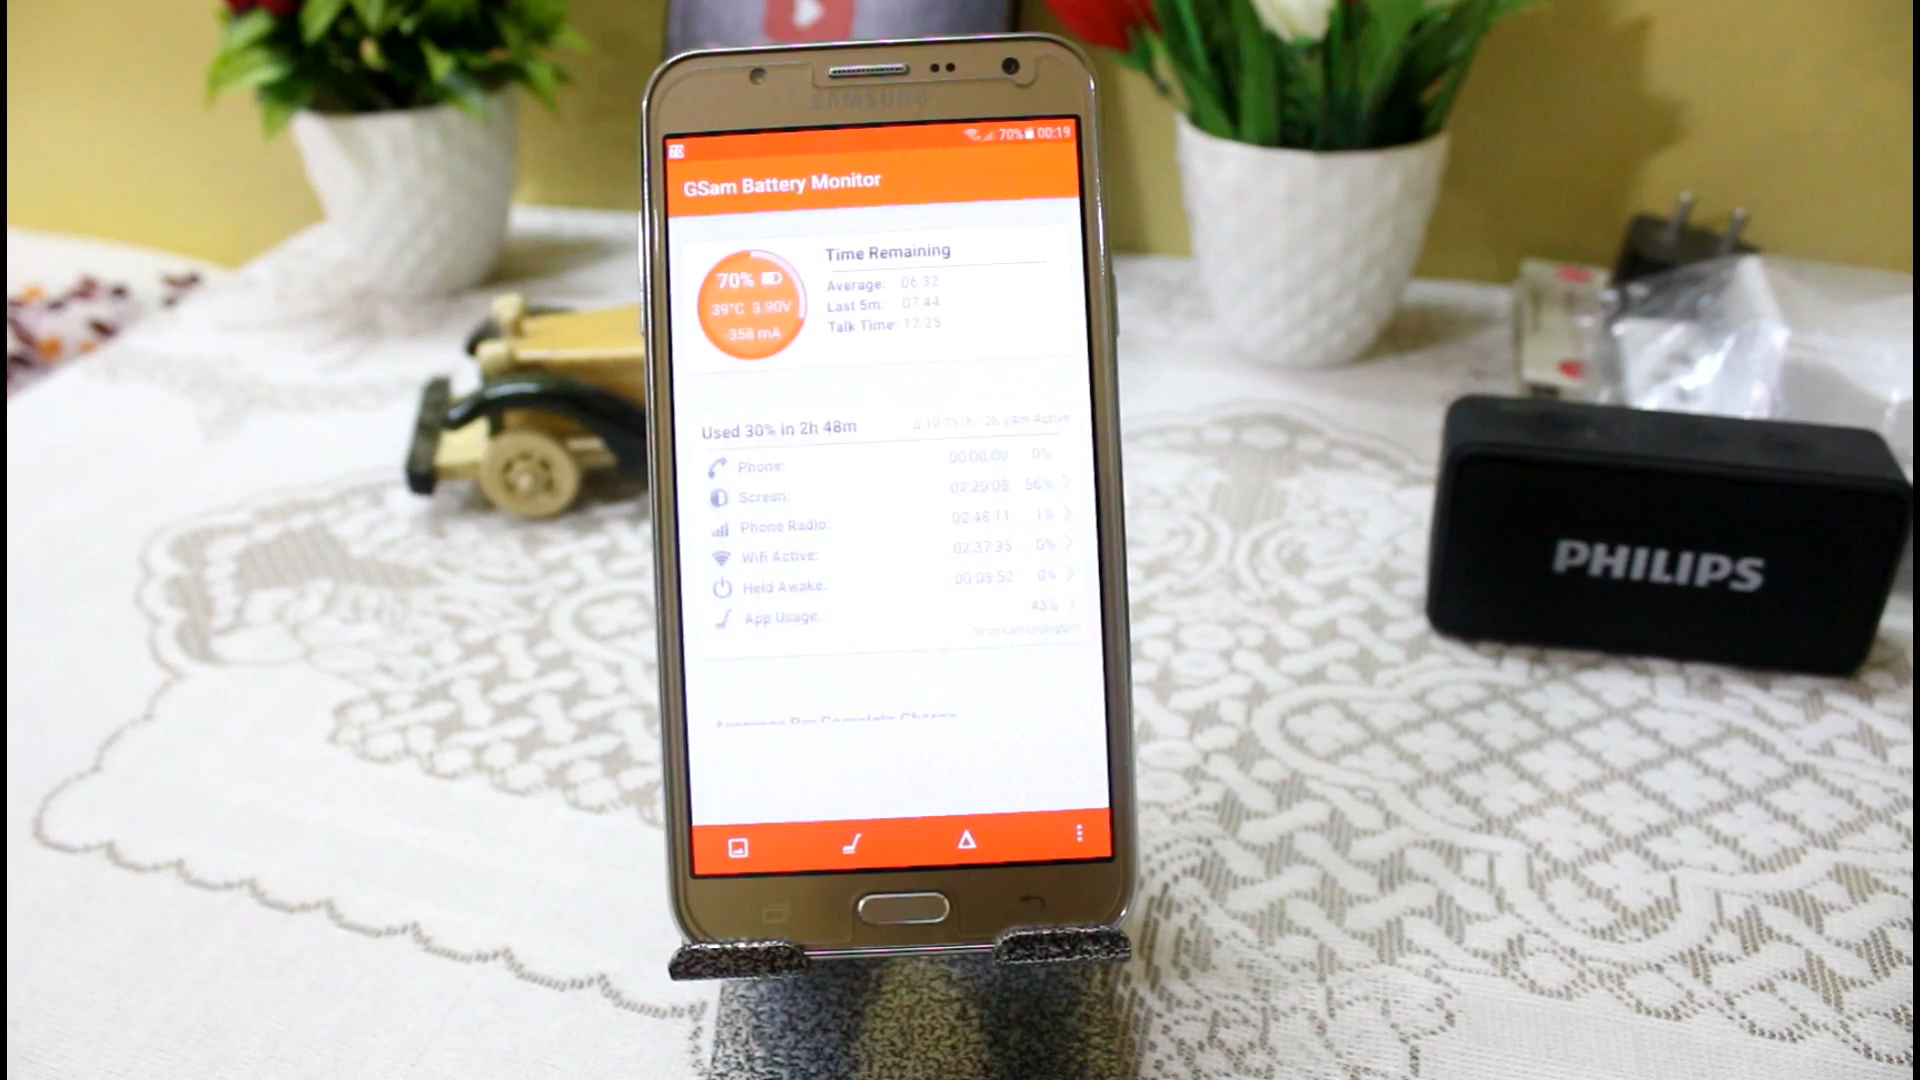 SAMSUNG
70% 00:19
70
GSam Battery Monitor
70%
39°C 3.90V
-358 mA
Time Remaining
Average: 06:32
Last 5m: 07:44
Talk Time: 12:25
Used 30% in 2h 48m
Active
Phone: 00:00:00 0%
Screen: 02:20:03 56%
Phone Radio: 02:48:11 1%
Wifi Active: 02:37:35 0%
Held Awake: 00:03:52 0%
App Usage: 43%
PHILIPS